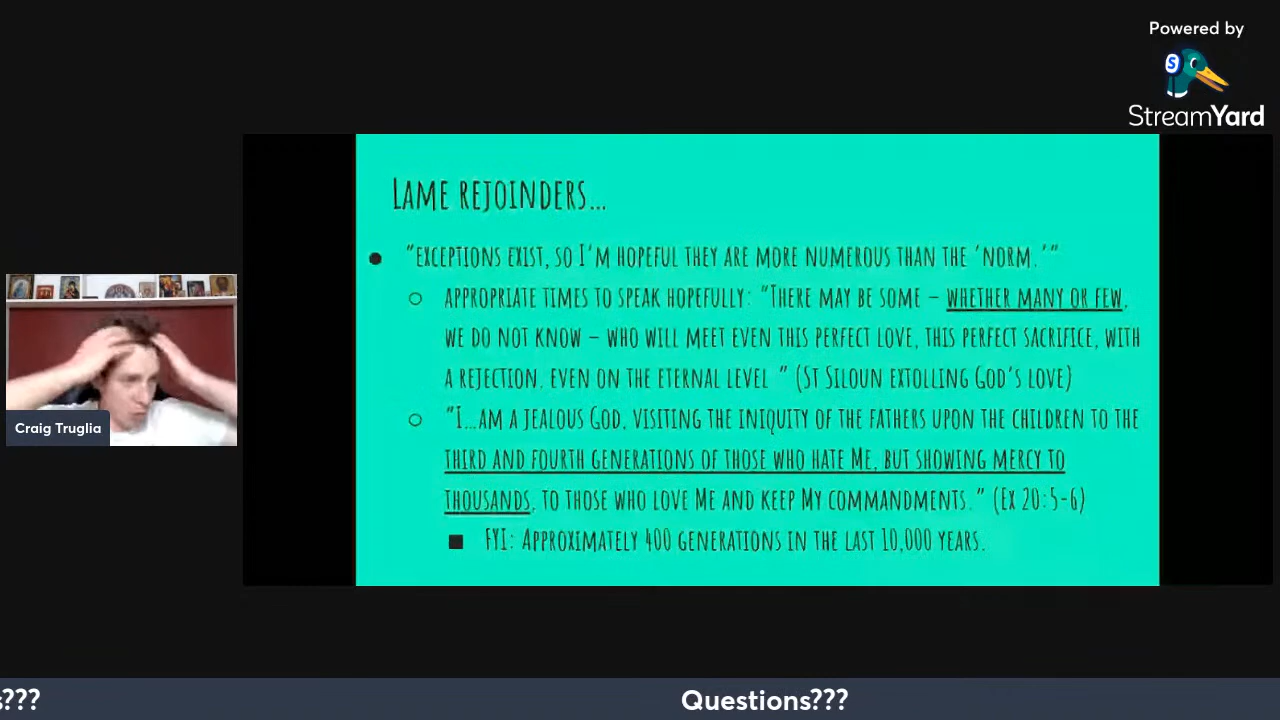 Powered by
StreamYard
LAME REJOINDERS...
"EXCEPTIONS EXIST, SO I'M HOPEFUL THEY ARE MORE NUMEROUS THAN THE 'NORM.'"
APPROPRIATE TIMES TO SPEAK HOPEFULLY: "THERE MAY BE SOME – WHETHER MANY OR FEW,
WE DO NOT KNOW – WHO WILL MEET EVEN THIS PERFECT LOVE, THIS PERFECT SACRIFICE, WITH
A REJECTION, EVEN ON THE ETERNAL LEVEL " (ST SILOUN EXTOLLING GOD'S LOVE)
"I...AM A JEALOUS GOD, VISITING THE INIQUITY OF THE FATHERS UPON THE CHILDREN TO THE
THIRD AND FOURTH GENERATIONS OF THOSE WHO HATE ME, BUT SHOWING MERCY TO
THOUSANDS, TO THOSE WHO LOVE ME AND KEEP MY COMMANDMENTS." (EX 20:5-6)
FYI: APPROXIMATELY 400 GENERATIONS IN THE LAST 10,000 YEARS.
Craig Truglia
s??? Questions???